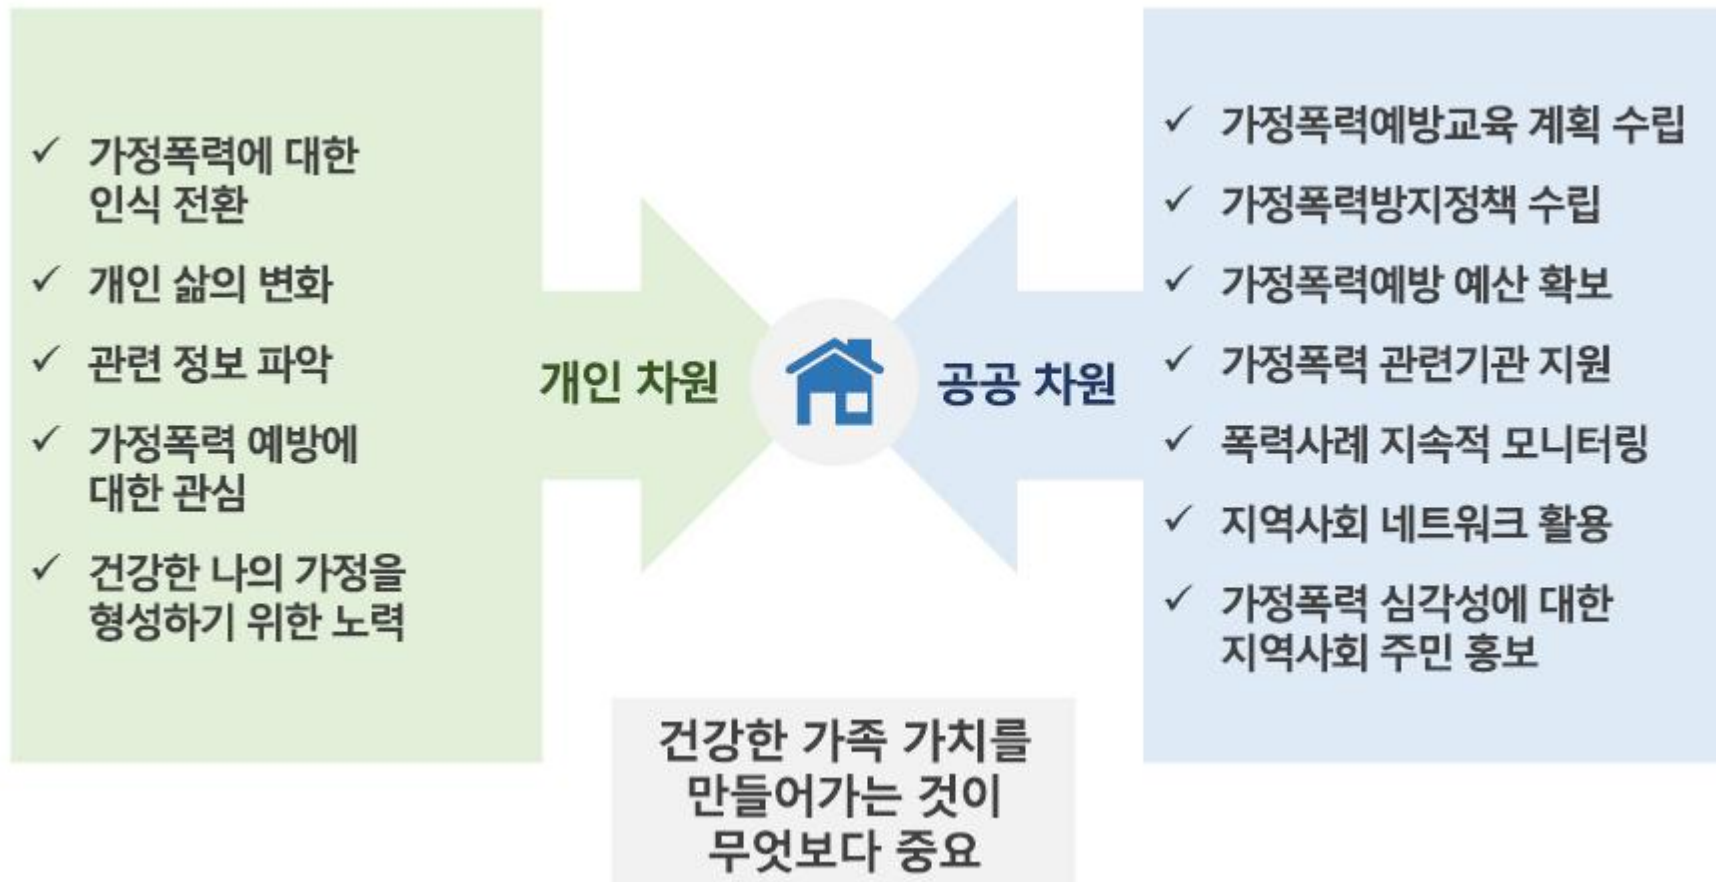 가정폭력에 대한
인식 전환
개인 삶의 변화
관련 정보 파악
가정폭력 예방에
대한 관심
건강한 나의 가정을
형성하기 위한 노력
개인 차원
공공 차원
가정폭력예방교육 계획 수립
가정폭력방지정책 수립
가정폭력예방 예산 확보
가정폭력 관련기관 지원
폭력사례 지속적 모니터링
지역사회 네트워크 활용
가정폭력 심각성에 대한
지역사회 주민 홍보
건강한 가족 가치를
만들어가는 것이
무엇보다 중요